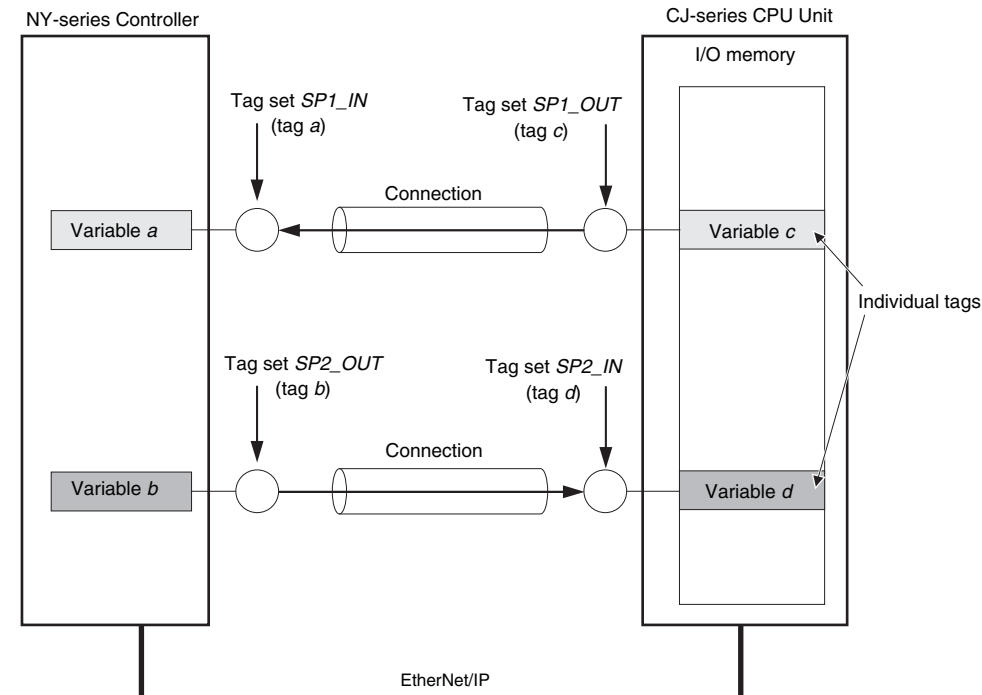 NY-series Controller
CJ-series CPU Unit
I/O memory
Tag set SP1_IN
(tag a)
Tag set SP1_OUT
(tag c)
Connection
Variable a
Variable c
Individual tags
Tag set SP2_OUT
(tag b)
Tag set SP2_IN
(tag d)
Connection
Variable b
Variable d
EtherNet/IP